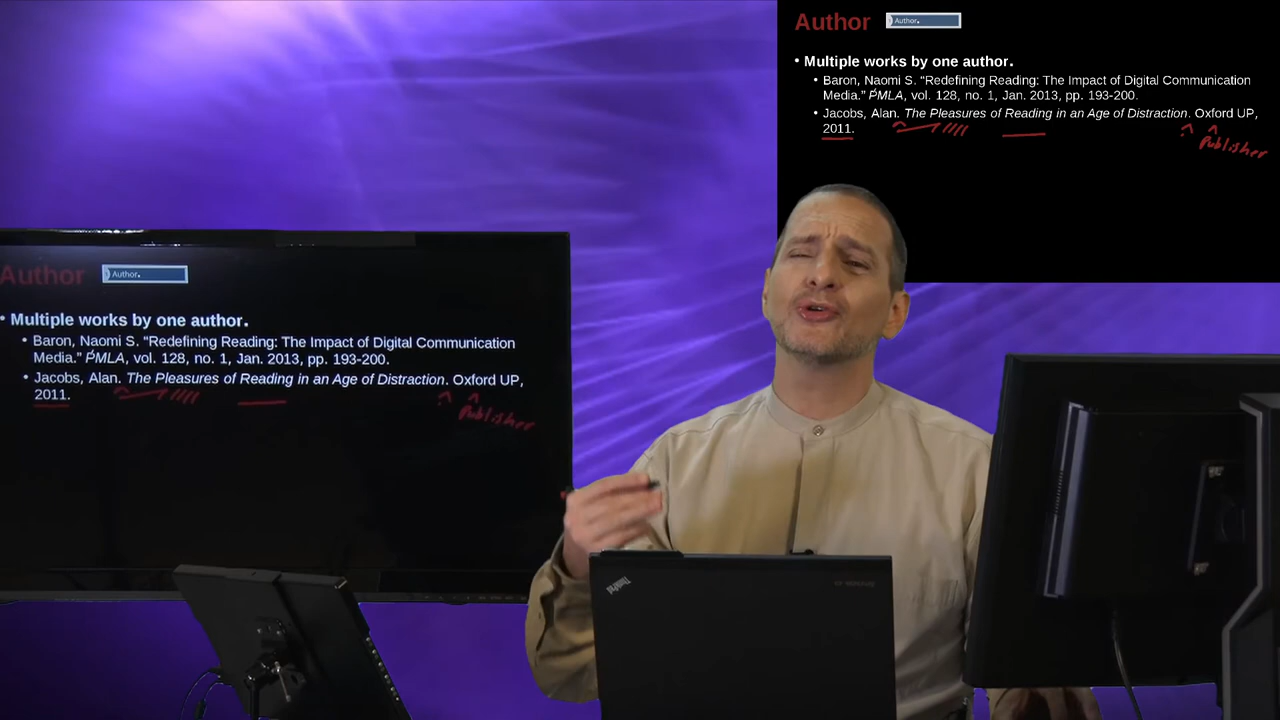 Author
Author.
• Multiple works by one author.
• Baron, Naomi S. “Redefining Reading: The Impact of Digital Communication
Media.” PMLA, vol. 128, no. 1, Jan. 2013, pp. 193-200.
• Jacobs, Alan. The Pleasures of Reading in an Age of Distraction. Oxford UP,
2011.
Publisher
Author
Author.
• Multiple works by one author.
• Baron, Naomi S. “Redefining Reading: The Impact of Digital Communication
Media.” PMLA, vol. 128, no. 1, Jan. 2013, pp. 193-200.
• Jacobs, Alan. The Pleasures of Reading in an Age of Distraction. Oxford UP,
2011.
Publisher
ThinkPad